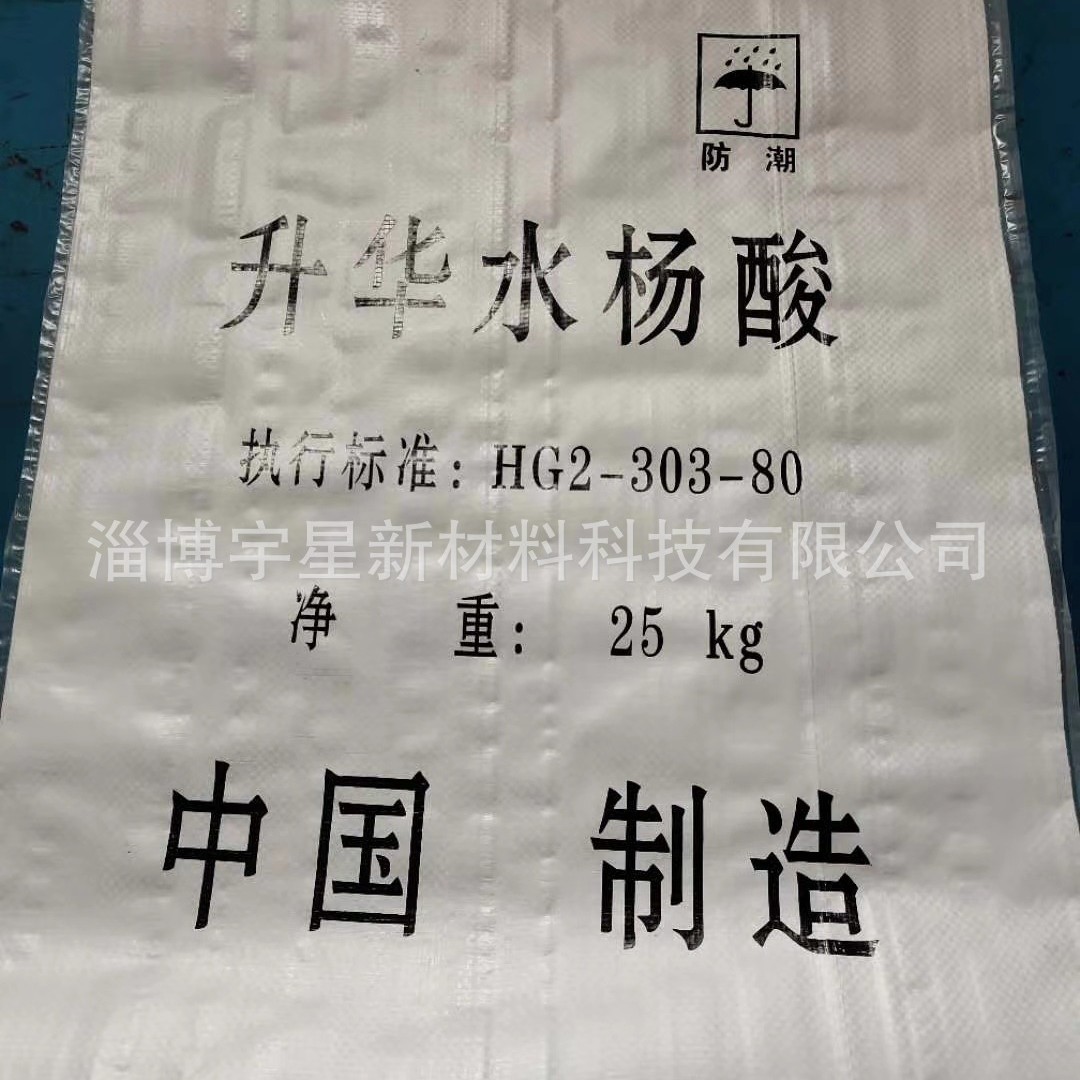 防潮
升华水杨酸
执行标准：HG2-303-80
淄博宇星新材料科技有限公司
净 重： 25 kg
中国 制造